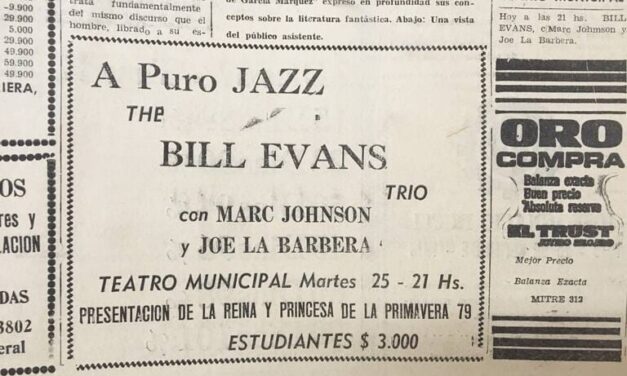 -9.900
29.900
5.000
29.900
59.900
49.900
IERA,
OS
res y
LACION
DAS
3802
eral
trata fundamentalmente
del mismo discurso que el
hombre, librado a su es-
de García Márquez" expresó en profundidad sus con-
ceptos sobre la literatura fantástica. Abajo: Una vista
del público asistente.
A Puro JAZZ
THE
BILL EVANS
TRIO
con MARC JOHNSON
y JOE LA BARBERA
TEATRO MUNICIPAL Martes 25 - 21 Hs.
PRESENTACION DE LA REINA Y PRINCESA DE LA PRIMAVERA 79
ESTUDIANTES $ 3.000
Hoy a las 21 hs. BILL
EVANS, c/Marc Johnson y
Joe La Barbera.
ORO
COMPRA
Balanza exacta
Buen precio
Absoluta reserva
EL TRUST
JOYERO
Mejor Precio
Balanza Exacta
MITRE 312